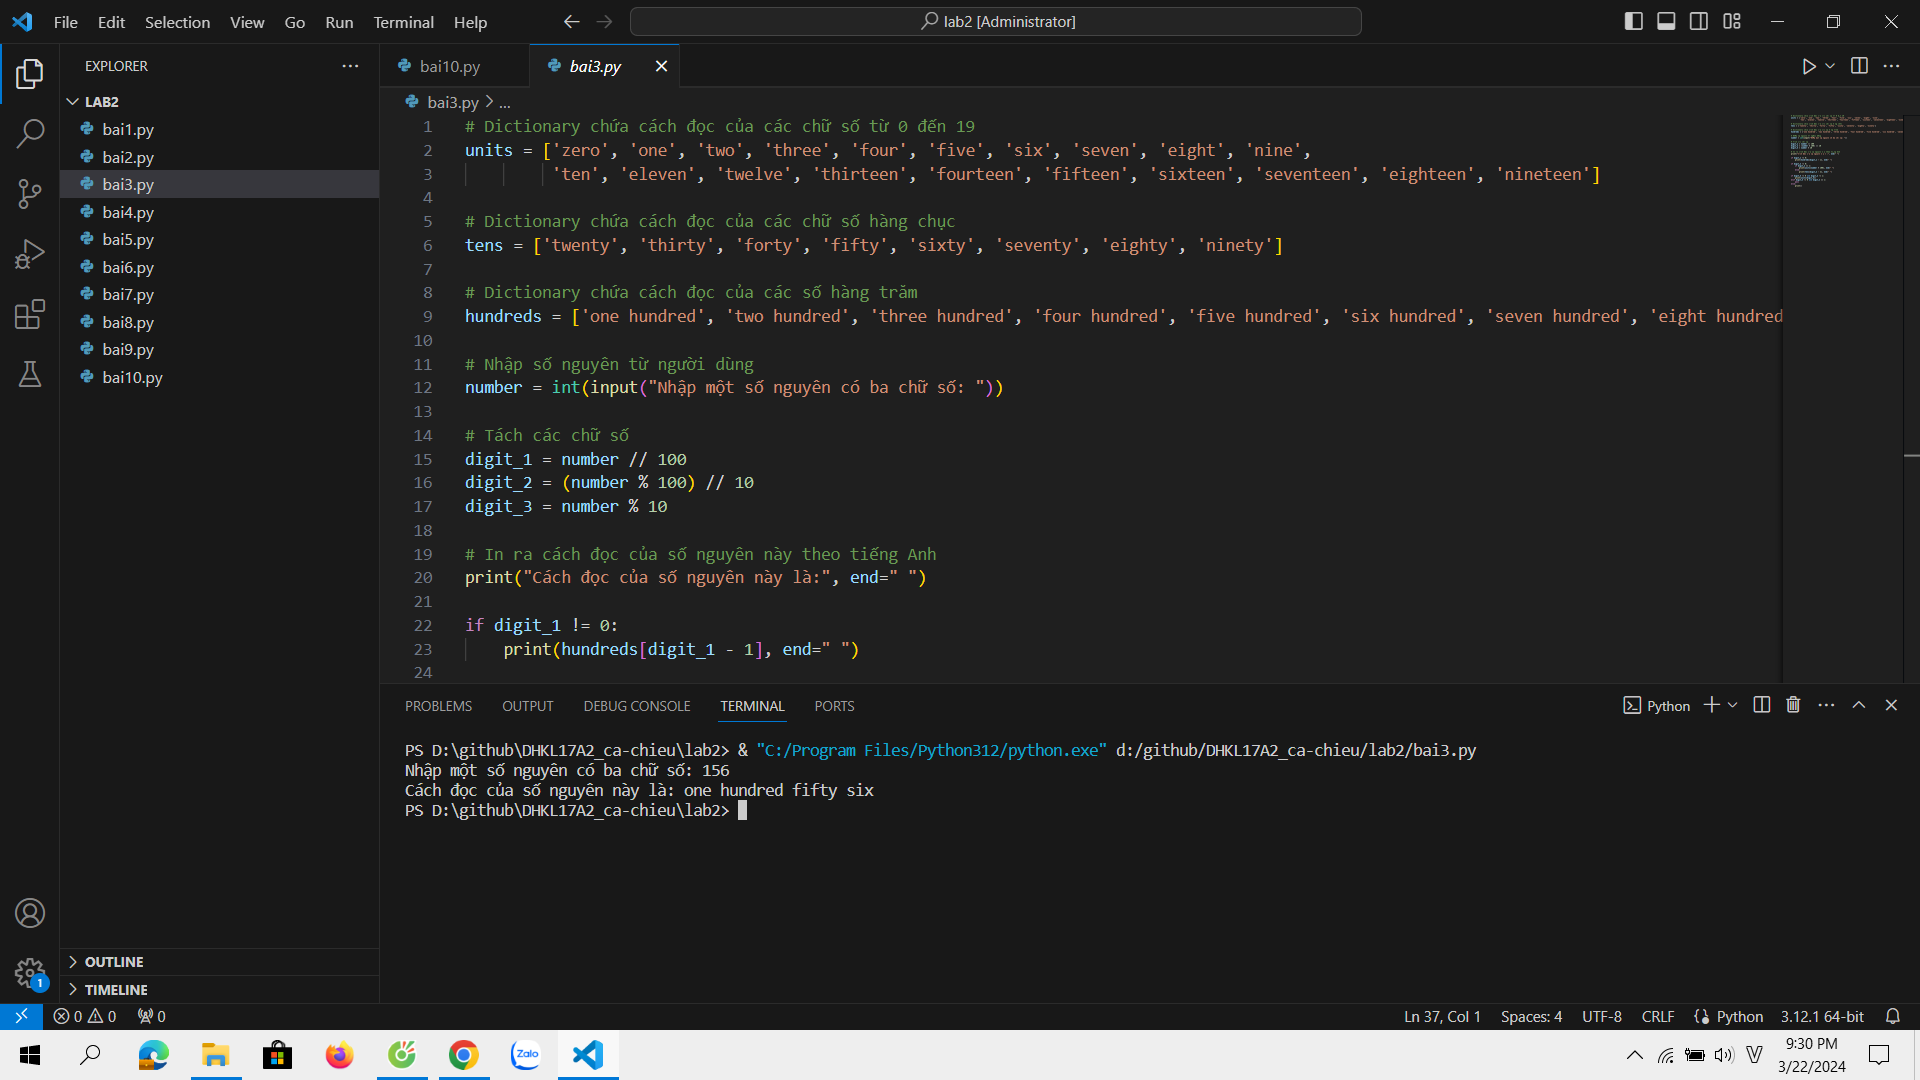 File Edit Selection View Go Run Terminal Help
lab2 [Administrator]
EXPLORER
LAB2
bai1.py
bai2.py
bai3.py
bai4.py
bai5.py
bai6.py
bai7.py
bai8.py
bai9.py
bai10.py
OUTLINE
TIMELINE
bai10.py bai3.py
bai3.py > ...
1 # Dictionary chứa cách đọc của các chữ số từ 0 đến 19
2 units = ['zero', 'one', 'two', 'three', 'four', 'five', 'six', 'seven', 'eight', 'nine',
3 'ten', 'eleven', 'twelve', 'thirteen', 'fourteen', 'fifteen', 'sixteen', 'seventeen', 'eighteen', 'nineteen']
4
5 # Dictionary chứa cách đọc của các chữ số hàng chục
6 tens = ['twenty', 'thirty', 'forty', 'fifty', 'sixty', 'seventy', 'eighty', 'ninety']
7
8 # Dictionary chứa cách đọc của các số hàng trăm
9 hundreds = ['one hundred', 'two hundred', 'three hundred', 'four hundred', 'five hundred', 'six hundred', 'seven hundred', 'eight hundred
10
11 # Nhập số nguyên từ người dùng
12 number = int(input("Nhập một số nguyên có ba chữ số: "))
13
14 # Tách các chữ số
15 digit_1 = number // 100
16 digit_2 = (number % 100) // 10
17 digit_3 = number % 10
18
19 # In ra cách đọc của số nguyên này theo tiếng Anh
20 print("Cách đọc của số nguyên này là:", end=" ")
21
22 if digit_1 != 0:
23 print(hundreds[digit_1 - 1], end=" ")
24
PROBLEMS OUTPUT DEBUG CONSOLE TERMINAL PORTS
Python
PS D:\github\DHKL17A2_ca-chieu\lab2> & "C:/Program Files/Python312/python.exe" d:/github/DHKL17A2_ca-chieu/lab2/bai3.py
Nhập một số nguyên có ba chữ số: 156
Cách đọc của số nguyên này là: one hundred fifty six
PS D:\github\DHKL17A2_ca-chieu\lab2>
1
0 0 0
Ln 37, Col 1 Spaces: 4 UTF-8 CRLF Python 3.12.1 64-bit
Zalo
V
9:30 PM
3/22/2024